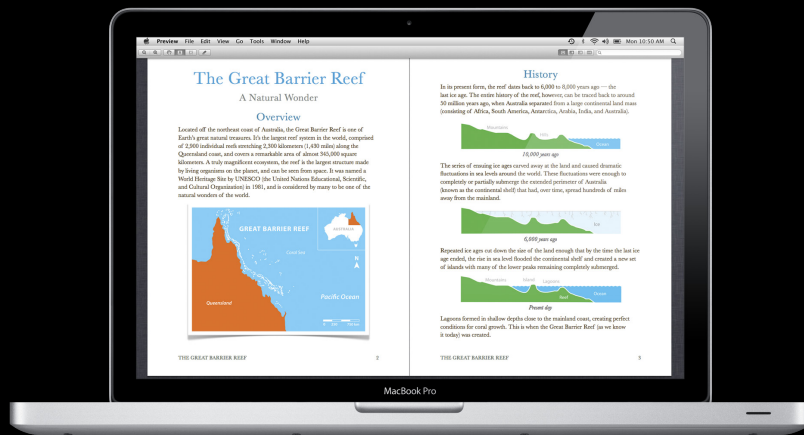 Preview File Edit View Go Tools Window Help
Mon 10:50 AM
The Great Barrier Reef
A Natural Wonder
Overview
Located off the northeast coast of Australia, the Great Barrier Reef is one of
Earth's great natural treasures. It's the largest reef system in the world, comprised
of 2,900 individual reefs stretching 2,300 kilometers (1,430 miles) along the
Queensland coast, and covers a remarkable area of almost 345,000 square
kilometers. A truly magnificent ecosystem, the reef is the largest structure made
by living organisms on the planet, and can be seen from space. It was named a
World Heritage Site by UNESCO (the United Nations Educational, Scientific,
and Cultural Organization) in 1981, and is considered by many to be one of the
natural wonders of the world.
GREAT BARRIER REEF
AUSTRALIA
Coral Sea
N
Pacific Ocean
Queensland
THE GREAT BARRIER REEF 2
History
In its present form, the reef dates back to 6,000 to 8,000 years ago — the
last ice age. The entire history of the reef, however, can be traced back to around
50 million years ago, when Australia separated from a large continental land mass
(consisting of Africa, South America, Antarctica, Arabia, India, and Australia).
Mountains
Hills
Ocean
18,000 years ago
The series of ensuing ice ages carved away at the land and caused dramatic
fluctuations in sea levels around the world. These fluctuations were enough to
completely or partially submerge the extended perimeter of Australia
(known as the continental shelf) that had, over time, spread hundreds of miles
away from the mainland.
Ice
6,000 years ago
Repeated ice ages cut down the size of the land enough that by the time the last ice
age ended, the rise in sea level flooded the continental shelf and created a new set
of islands with many of the lower peaks remaining completely submerged.
Mountains Island Lagoons
Reef
Ocean
Present day
Lagoons formed in shallow depths close to the mainland coast, creating perfect
conditions for coral growth. This is when the Great Barrier Reef (as we know
it today) was created.
THE GREAT BARRIER REEF 3
MacBook Pro